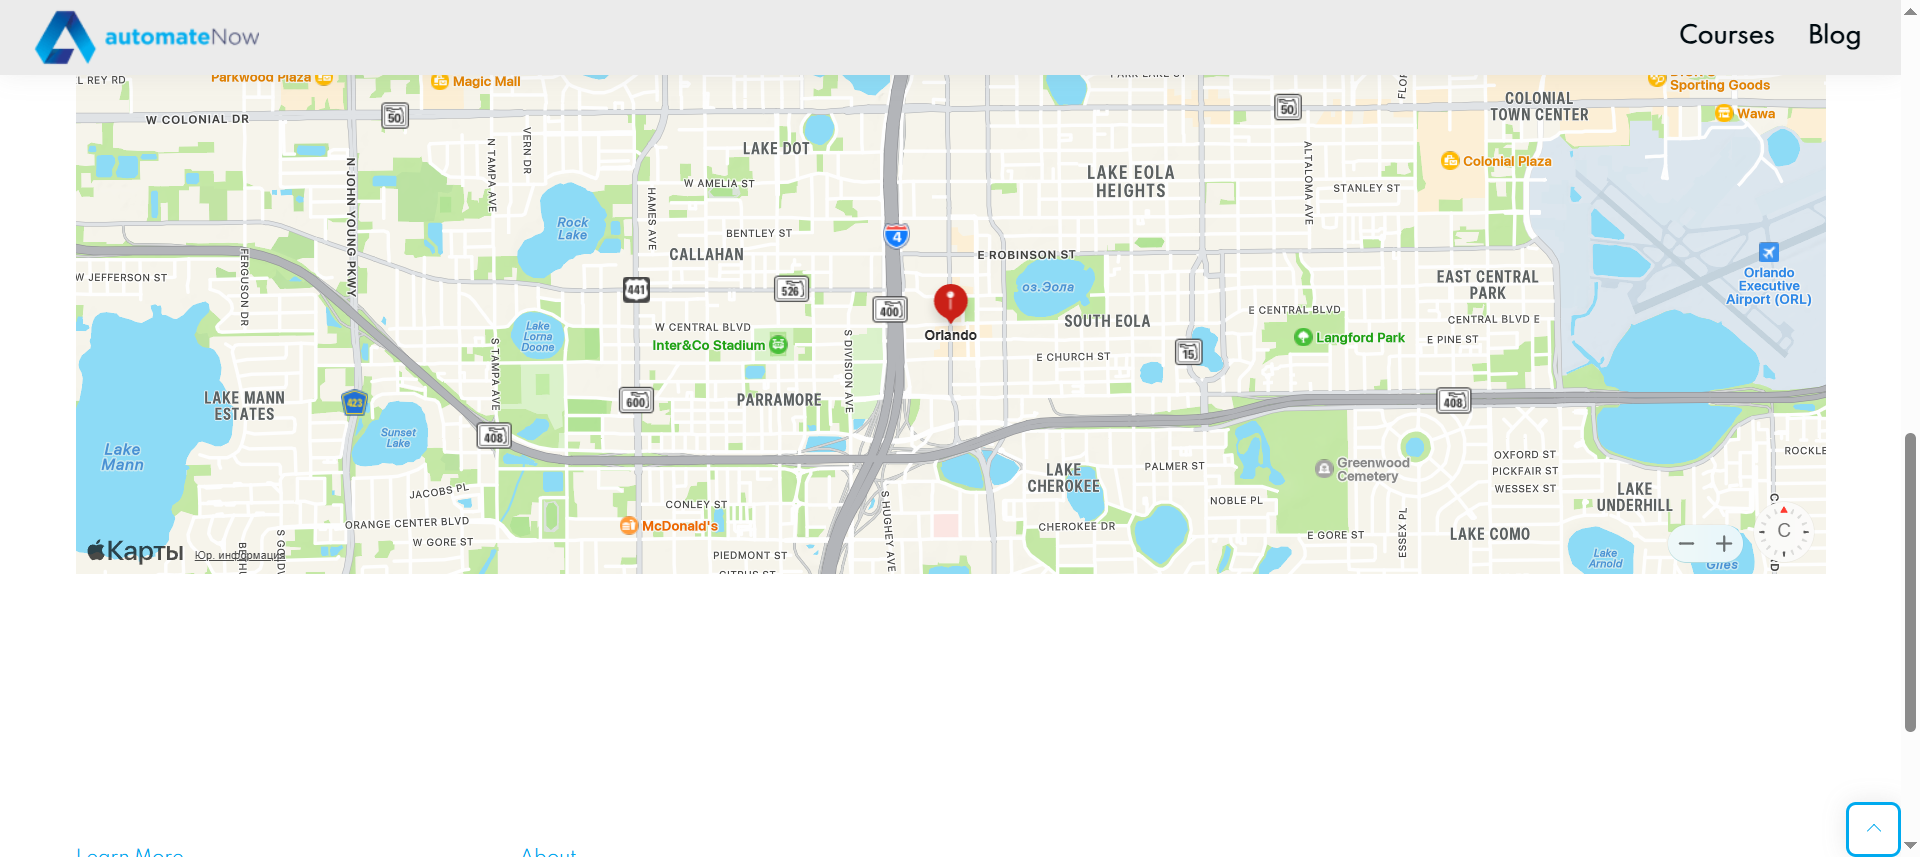 automateNow
Courses
Blog
L REY RD
Parkwood Plaza
Magic Mall
Sporting Goods
50
50
W COLONIAL DR
COLONIAL
TOWN CENTER
Wawa
N JOHN YOUNG PKWY
N TAMPA AVE
VERN DR
LAKE DOT
LAKE EOLA
HEIGHTS
ALTALOMA AVE
Colonial Plaza
STANLEY ST
W AMELIA ST
HAMES AVE
Rock
Lake
BENTLEY ST
4
CALLAHAN
E ROBINSON ST
W JEFFERSON ST
FERGUSON DR
441
526
400
оз.Эола
Orlando
EAST CENTRAL
PARK
Orlando
Executive
Airport (ORL)
Lake
Lorna
Doone
W CENTRAL BLVD
Inter&Co Stadium
S DIVISION AVE
SOUTH EOLA
E CENTRAL BLVD
CENTRAL BLVD E
Langford Park
E PINE ST
E CHURCH ST
15
S TAMPA AVE
LAKE MANN
ESTATES
423
600
PARRAMORE
408
408
Sunset
Lake
Lake
Mann
LAKE
CHEROKEE
PALMER ST
Greenwood
Cemetery
OXFORD ST
PICKFAIR ST
WESSEX ST
ROCKLE
JACOBS PL
CONLEY ST
S HUGHEY AVE
NOBLE PL
LAKE
UNDERHILL
ORANGE CENTER BLVD
McDonald's
CHEROKEE DR
E GORE ST
ESSEX PL
LAKE COMO
W GORE ST
PIEDMONT ST
CITRUS ST
Lake
Arnold
Giles
С
Карты
Юр. информация
Learn More
About